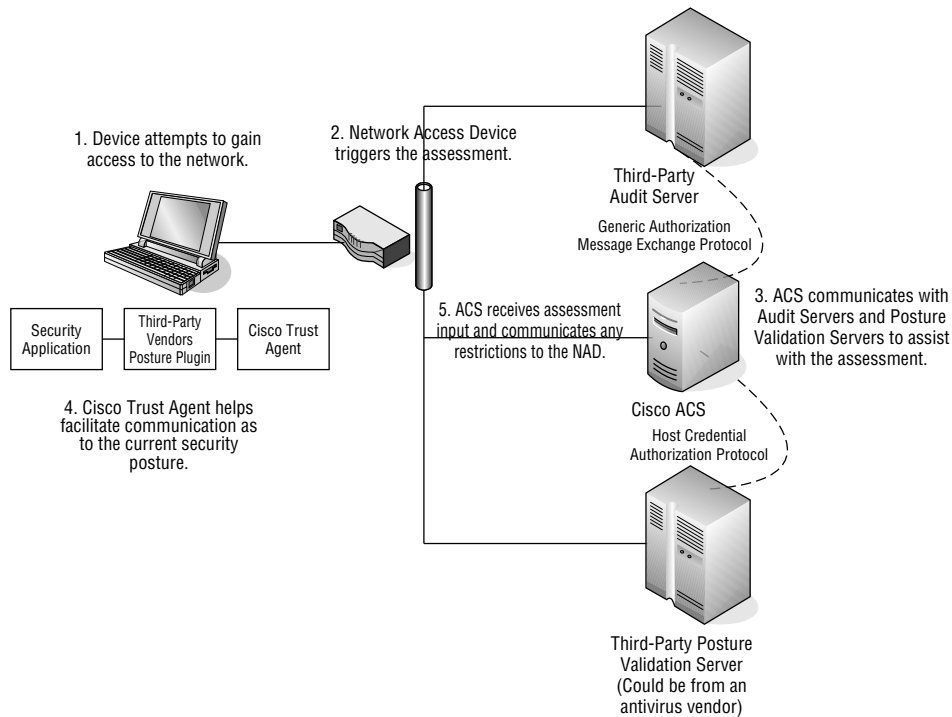 1. Device attempts to gain
access to the network.
2. Network Access Device
triggers the assessment.
Third-Party
Audit Server
Generic Authorization
Message Exchange Protocol
5. ACS receives assessment
input and communicates any
restrictions to the NAD.
3. ACS communicates with
Audit Servers and Posture
Validation Servers to assist
with the assessment.
Security
Application
Third-Party
Vendors
Posture Plugin
Cisco Trust
Agent
4. Cisco Trust Agent helps
facilitate communication as
to the current security
posture.
Cisco ACS
Host Credential
Authorization Protocol
Third-Party Posture
Validation Server
(Could be from an
antivirus vendor)